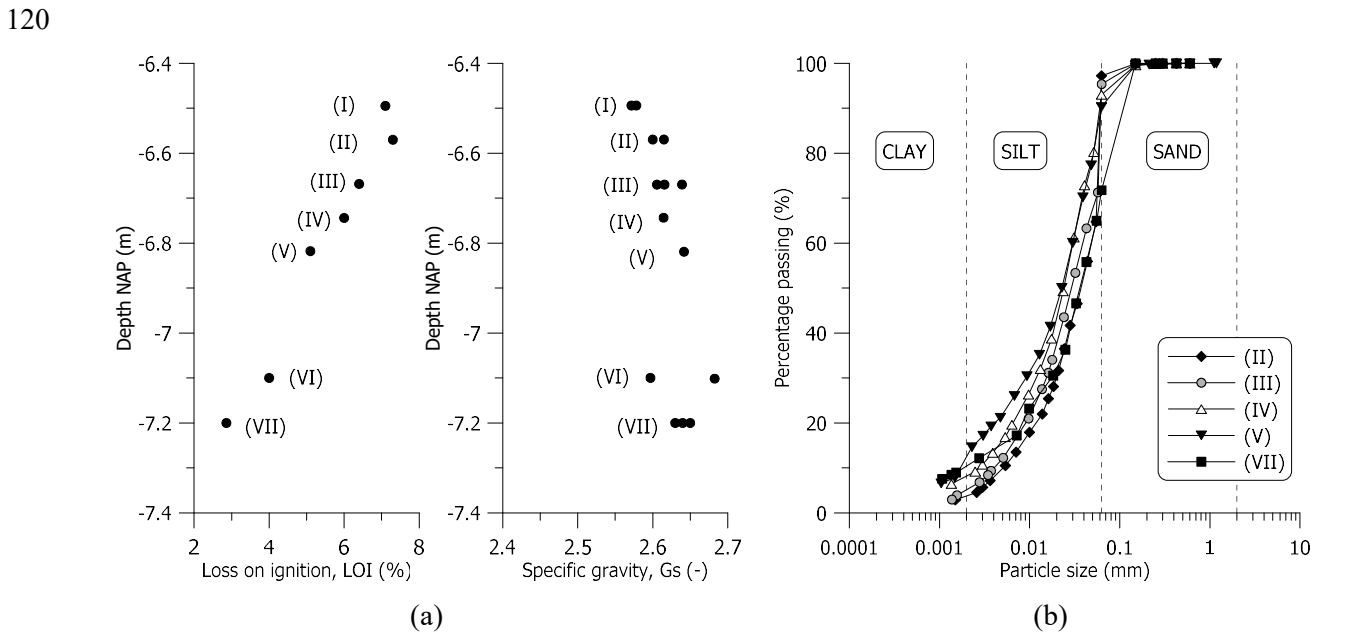 120
-6.4
-6.6
-6.8
-7
-7.2
-7.4
Depth NAP (m)
(I)
(II)
(III)
(IV)
(V)
(VI)
(VII)
2 4 6 8
Loss on ignition, LOI (%)
-6.4
-6.6
-6.8
-7
-7.2
-7.4
Depth NAP (m)
(I)
(II)
(III)
(IV)
(V)
(VI)
(VII)
2.4 2.5 2.6 2.7
Specific gravity, Gs (-)
(a)
100
80
60
40
20
0
Percentage passing (%)
CLAY SILT SAND
(II)
(III)
(IV)
(V)
(VII)
0.0001 0.001 0.01 0.1 1 10
Particle size (mm)
(b)